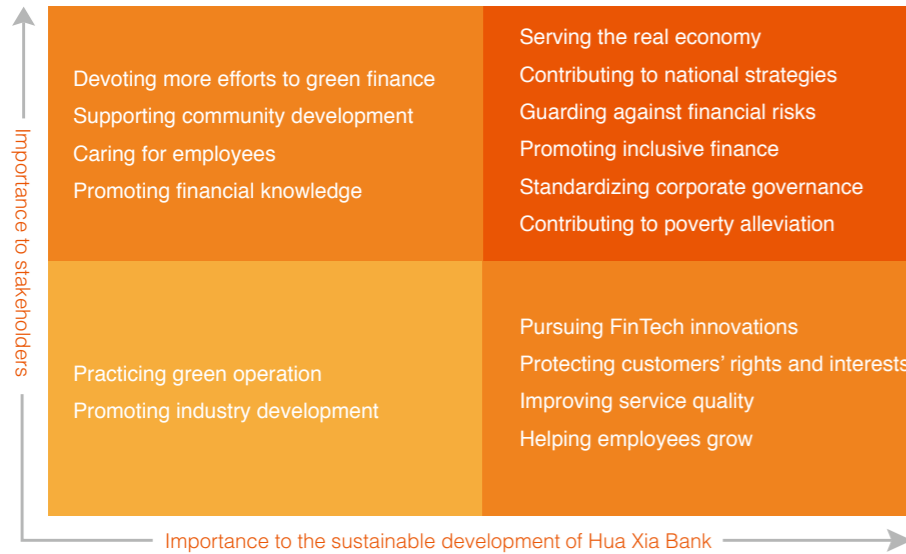 Importance to stakeholders
Devoting more efforts to green finance
Supporting community development
Caring for employees
Promoting financial knowledge
Serving the real economy
Contributing to national strategies
Guarding against financial risks
Promoting inclusive finance
Standardizing corporate governance
Contributing to poverty alleviation
Practicing green operation
Promoting industry development
Pursuing FinTech innovations
Protecting customers’ rights and interests
Improving service quality
Helping employees grow
Importance to the sustainable development of Hua Xia Bank